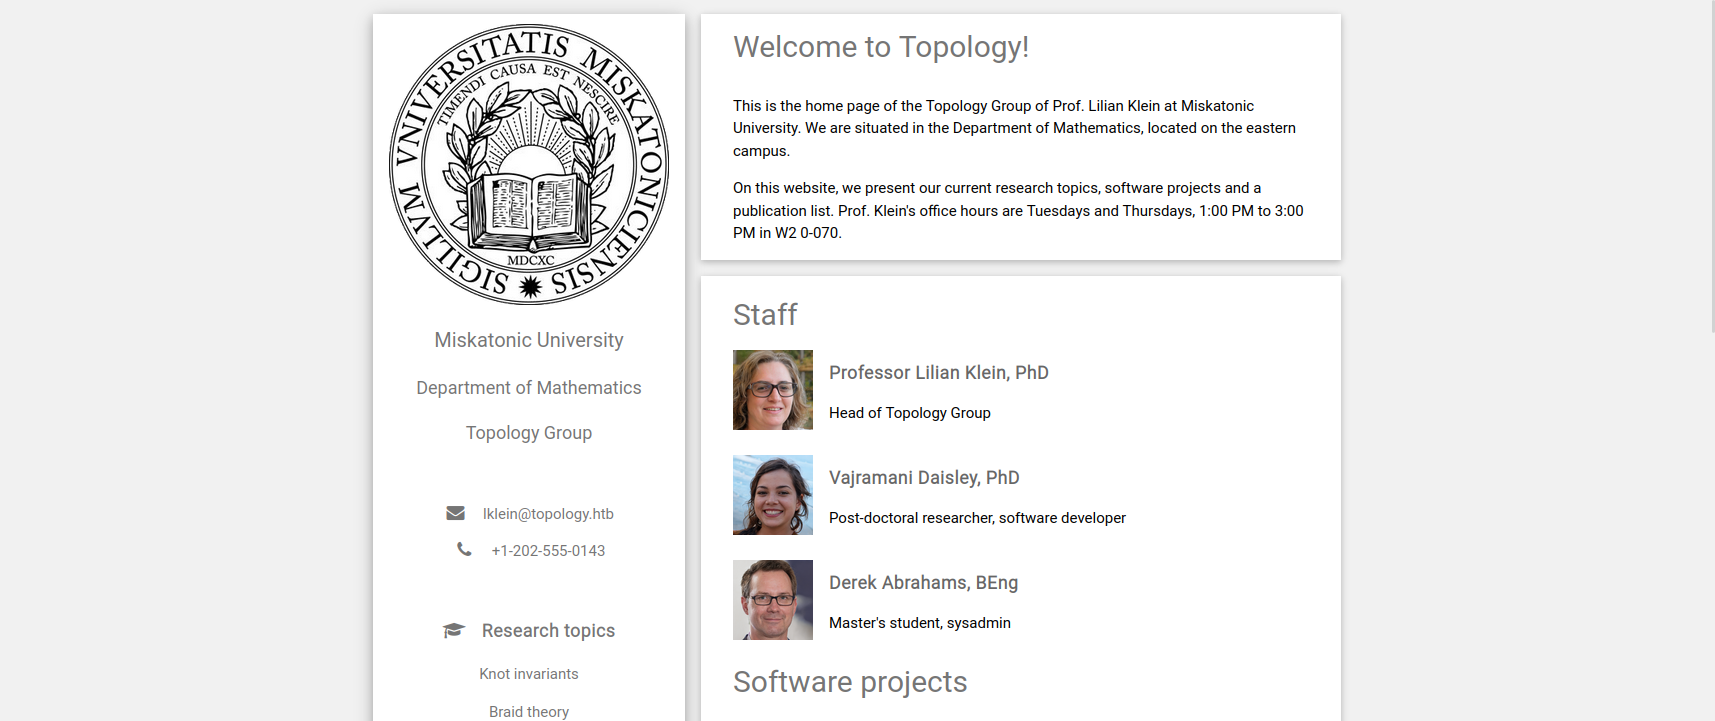 SIGILLVM VNIVERSITATIS MISKATONICIENSIS
TIMENDI CAUSA EST NESCIRE
MDCXC
Miskatonic University
Department of Mathematics
Topology Group
lklein@topology.htb
+1-202-555-0143
Research topics
Knot invariants
Braid theory
Welcome to Topology!
This is the home page of the Topology Group of Prof. Lilian Klein at Miskatonic
University. We are situated in the Department of Mathematics, located on the eastern
campus.
On this website, we present our current research topics, software projects and a
publication list. Prof. Klein's office hours are Tuesdays and Thursdays, 1:00 PM to 3:00
PM in W2 0-070.
Staff
Professor Lilian Klein, PhD
Head of Topology Group
Vajramani Daisley, PhD
Post-doctoral researcher, software developer
Derek Abrahams, BEng
Master's student, sysadmin
Software projects